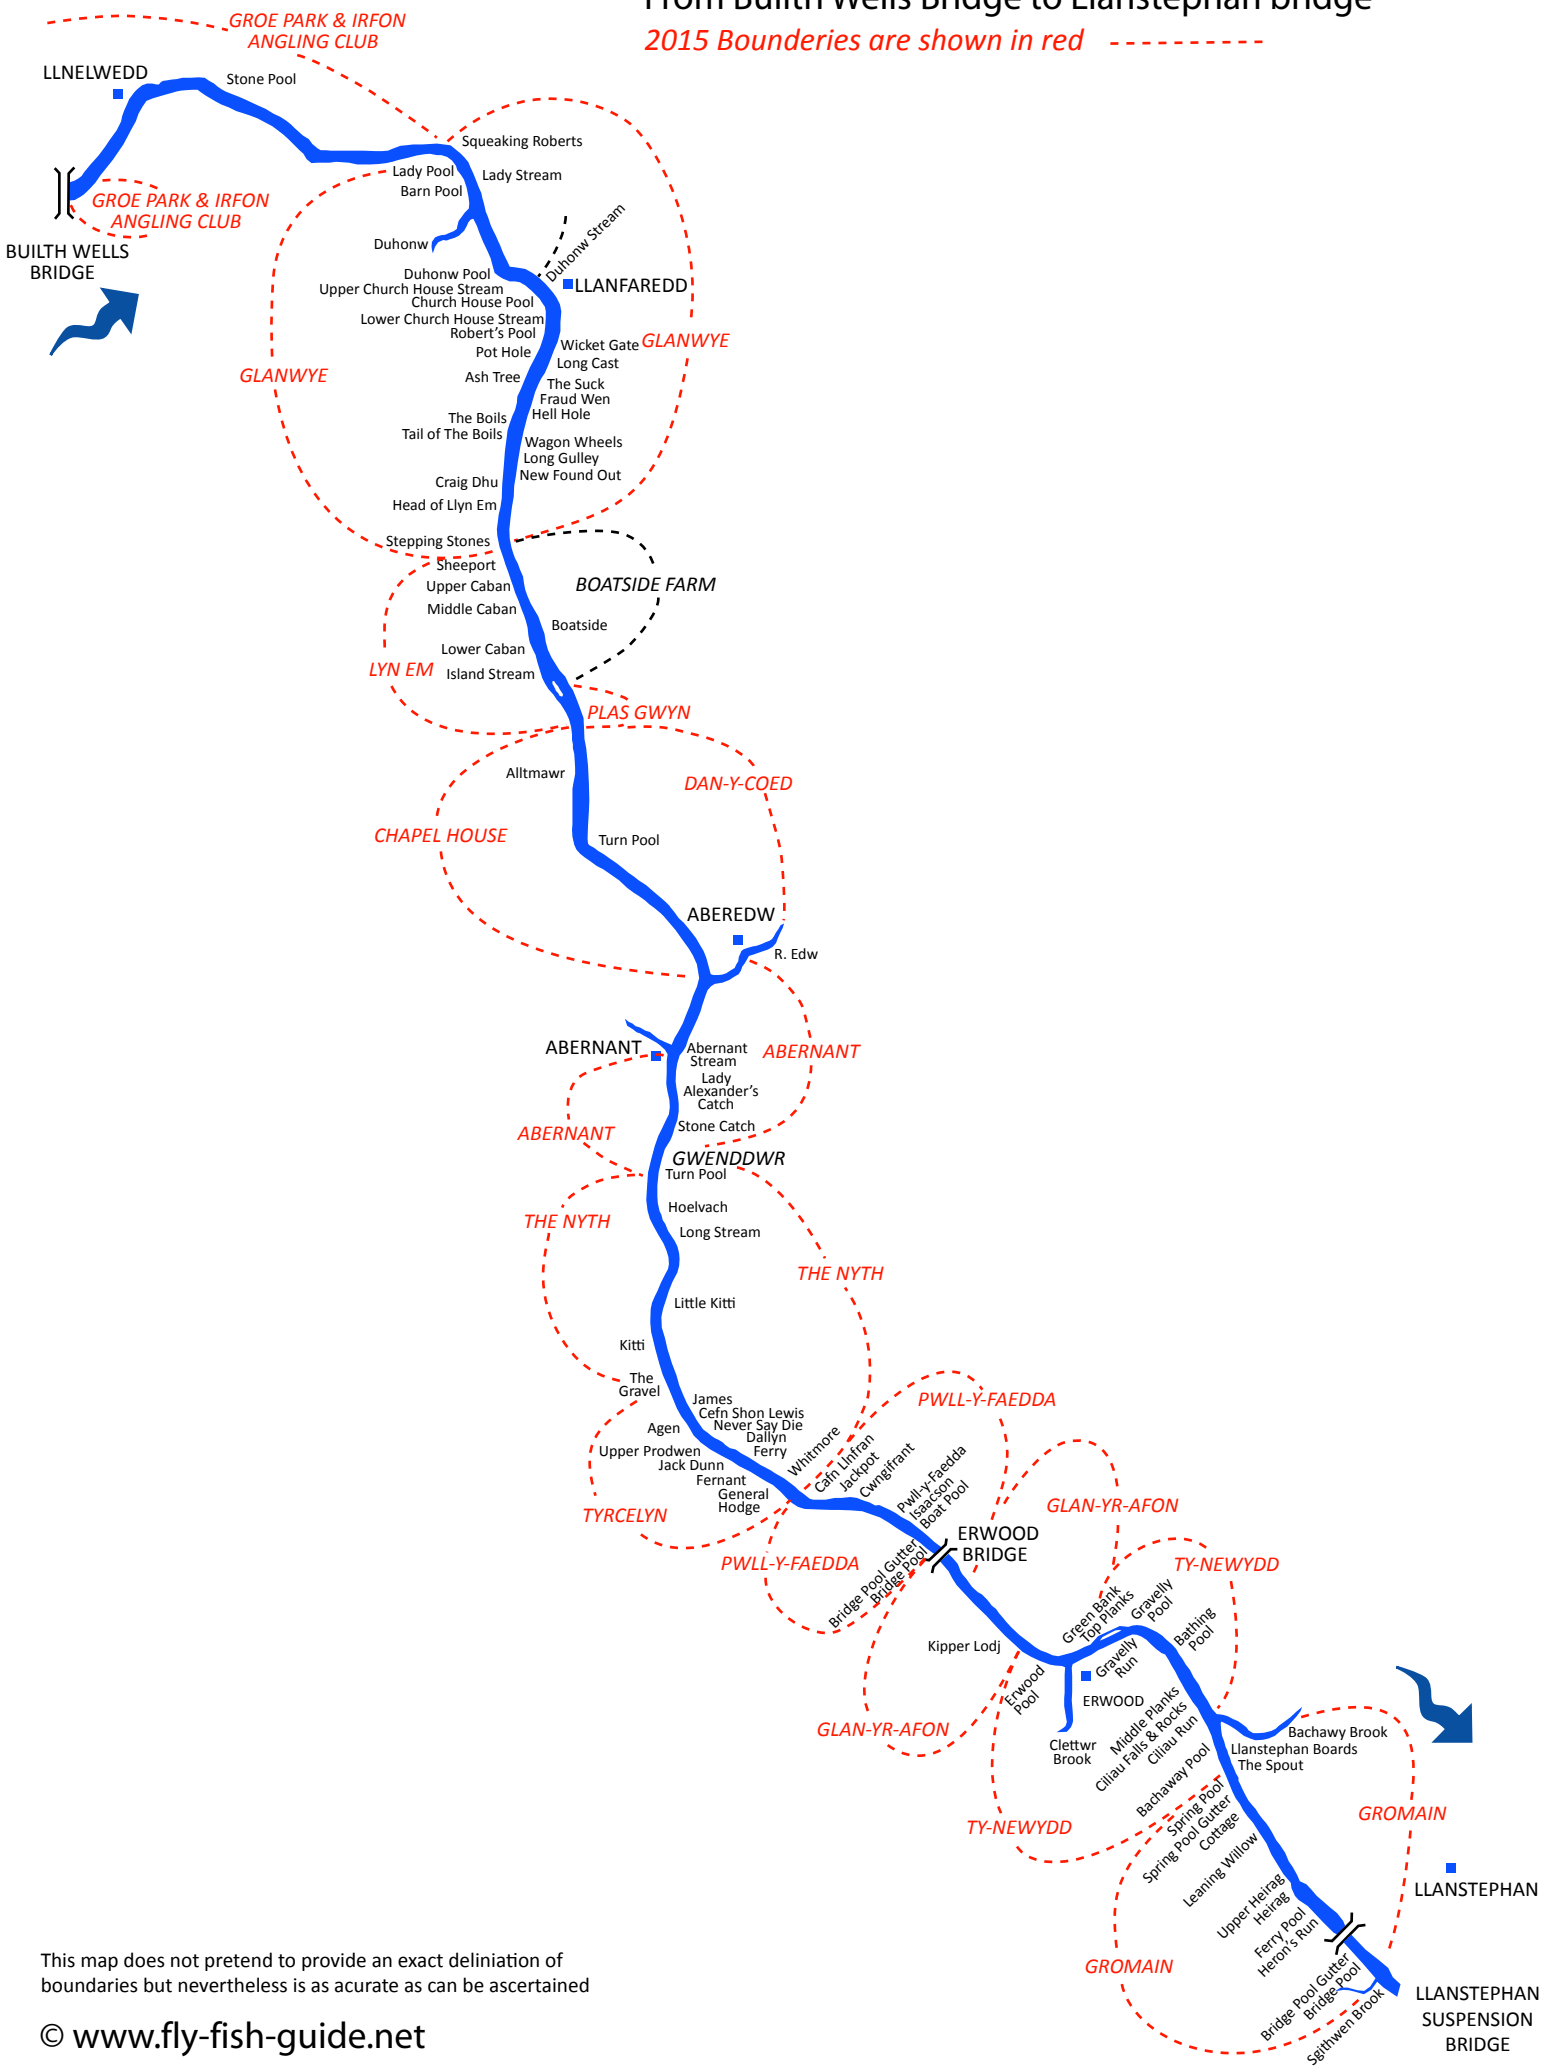 From Builth Wells Bridge to Llanstephan bridge
2015 Bounderies are shown in red
GROE PARK & IRFON
ANGLING CLUB
LLNELWEDD
Stone Pool
Squeaking Roberts
Lady Pool
Lady Stream
Barn Pool
GROE PARK & IRFON
ANGLING CLUB
BUILTH WELLS
BRIDGE
Duhonw
Duhonw Stream
Duhonw Pool
LLANFAREDD
Upper Church House Stream
Church House Pool
Lower Church House Stream
Robert's Pool
Wicket Gate
GLANWYE
Pot Hole
Long Cast
GLANWYE
Ash Tree
The Suck
Fraud Wen
Hell Hole
The Boils
Tail of The Boils
Wagon Wheels
Long Gulley
New Found Out
Craig Dhu
Head of Llyn Em
Stepping Stones
Sheeport
Upper Caban
BOATSIDE FARM
Middle Caban
Boatside
Lower Caban
LYN EM
Island Stream
PLAS GWYN
Alltmawr
DAN-Y-COED
CHAPEL HOUSE
Turn Pool
ABEREDW
R. Edw
ABERNANT
Abernant
Stream
ABERNANT
Lady
Alexander's
Catch
Stone Catch
ABERNANT
GWENDDWR
Turn Pool
Hoelvach
THE NYTH
Long Stream
THE NYTH
Little Kitti
Kitti
The
Gravel
James
Cefn Shon Lewis
Never Say Die
Dallyn
Ferry
Agen
Upper Prodwen
Jack Dunn
Fernant
General
Hodge
TYRCELYN
Whitmore
Cafn LInfran
Jackpot
Cwngifrant
PWLL-Y-FAEDDA
Pwll-y-Faedda
Isaacson
Boat Pool
GLAN-YR-AFON
ERWOOD
BRIDGE
PWLL-Y-FAEDDA
Bridge Pool Gutter
Bridge Pool
TY-NEWYDD
Green Bank
Top Planks
Gravelly
Pool
Bathing
Pool
Kipper Lodj
Gravelly
Run
Erwood
Pool
ERWOOD
GLAN-YR-AFON
Clettwr
Brook
Middle Planks
Ciliau Falls & Rocks
Ciliau Run
Bachawy Brook
Llanstephan Boards
The Spout
Bachaway Pool
TY-NEWYDD
Spring Pool
Spring Pool Gutter
Cottage
GROMAIN
Leaning Willow
LLANSTEPHAN
Upper Heirag
Heirag
Ferry Pool
Heron's Run
GROMAIN
Bridge Pool Gutter
Bridge Pool
Sgithwen Brook
LLANSTEPHAN
SUSPENSION
BRIDGE
This map does not pretend to provide an exact deliniation of
boundaries but nevertheless is as acurate as can be ascertained
© www.fly-fish-guide.net